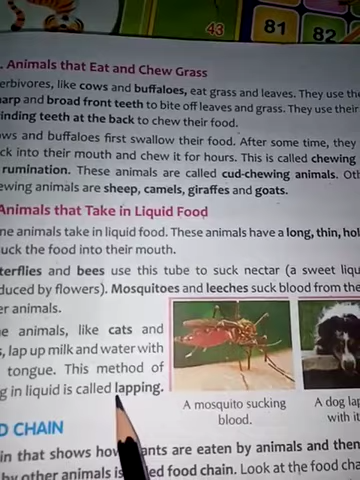 43 81 82
. Animals that Eat and Chew Grass
erbivores, like cows and buffaloes, eat grass and leaves. They use the
harp and broad front teeth to bite off leaves and grass. They use their
inding teeth at the back to chew their food.
ws and buffaloes first swallow their food. After some time, they
ck into their mouth and chew it for hours. This is called chewing
rumination. These animals are called cud-chewing animals. Oth
ewing animals are sheep, camels, giraffes and goats.
Animals that Take in Liquid Food
ne animals take in liquid food. These animals have a long, thin, hol
uck the food into their mouth.
tterflies and bees use this tube to suck nectar (a sweet liqu
duced by flowers). Mosquitoes and leeches suck blood from the
er animals.
e animals, like cats and
s, lap up milk and water with
tongue. This method of
g in liquid is called lapping.
A mosquito sucking
blood.
A dog lap
with it
D CHAIN
in that shows how ants are eaten by animals and then
by other animals is ed food chain. Look at the food cha